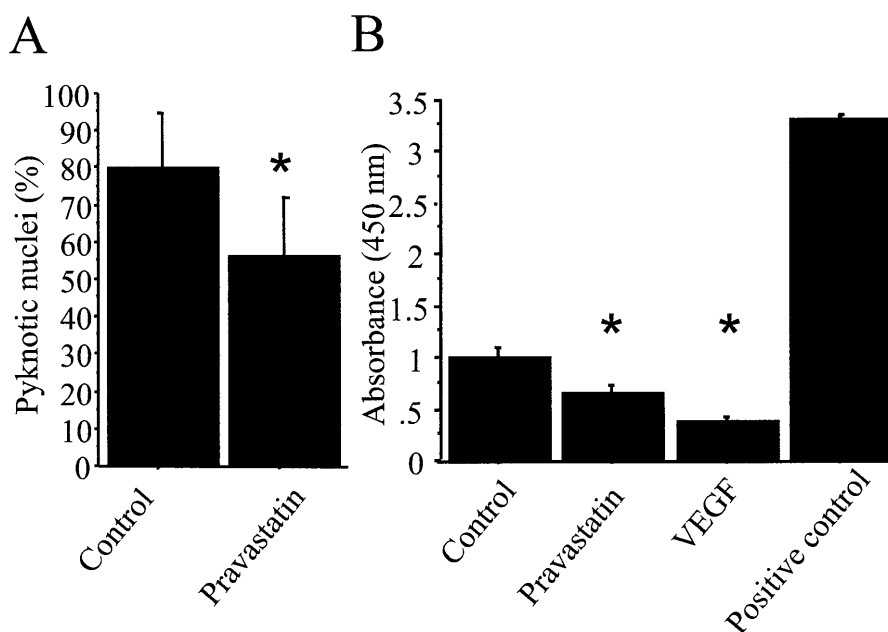 A
Pyknotic nuclei (%)
100
90
80
70
60
50
40
30
20
10
0
*
Control
Pravastatin
B
Absorbance (450 nm)
3.5
3
2.5
2
1.5
1
.5
0
*
*
Control
Pravastatin
VEGF
Positive control